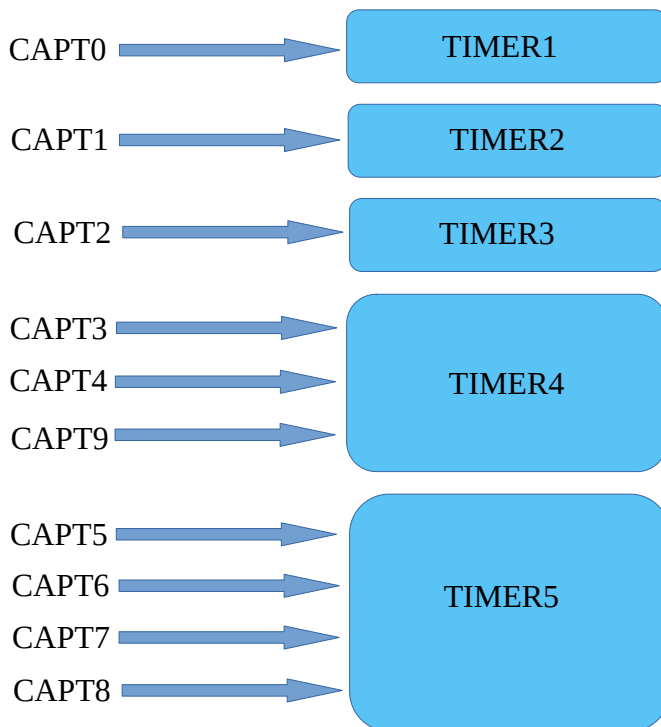 CAPT0 TIMER1
CAPT1 TIMER2
CAPT2 TIMER3
CAPT3
CAPT4 TIMER4
CAPT9
CAPT5
CAPT6 TIMER5
CAPT7
CAPT8